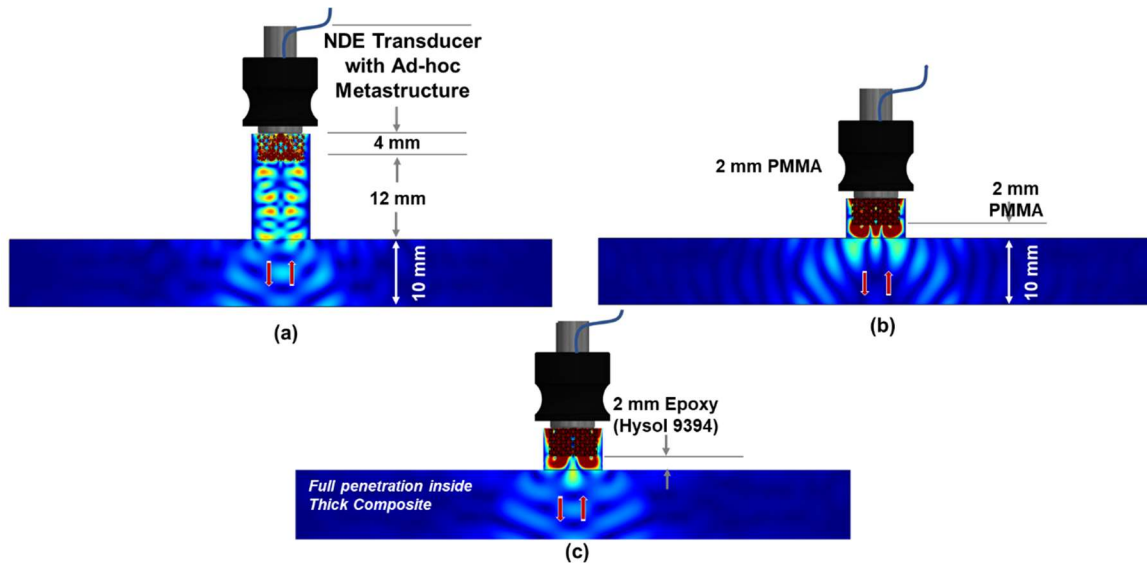 NDE Transducer
with Ad-hoc
Metastructure
4 mm
12 mm
10 mm
(a)
2 mm PMMA
2 mm
PMMA
10 mm
(b)
2 mm Epoxy
(Hysol 9394)
Full penetration inside
Thick Composite
(c)